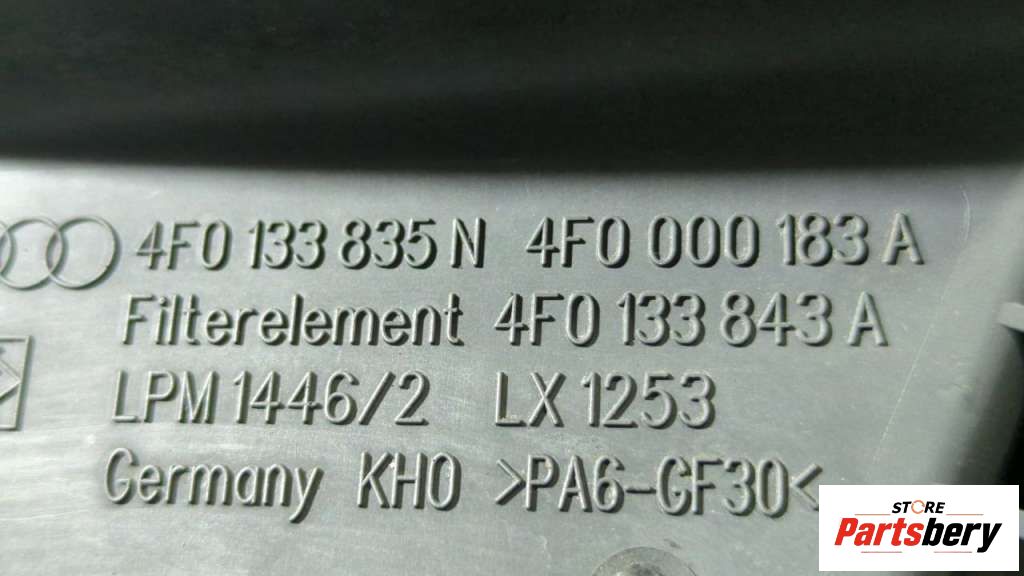 4F0 133 835 N 4F0 000 183 A
Filterelement 4F0 133 843 A
LPM 1446/2 LX 1253
Germany KHO >PA6-GF30<
STORE
Partsbery